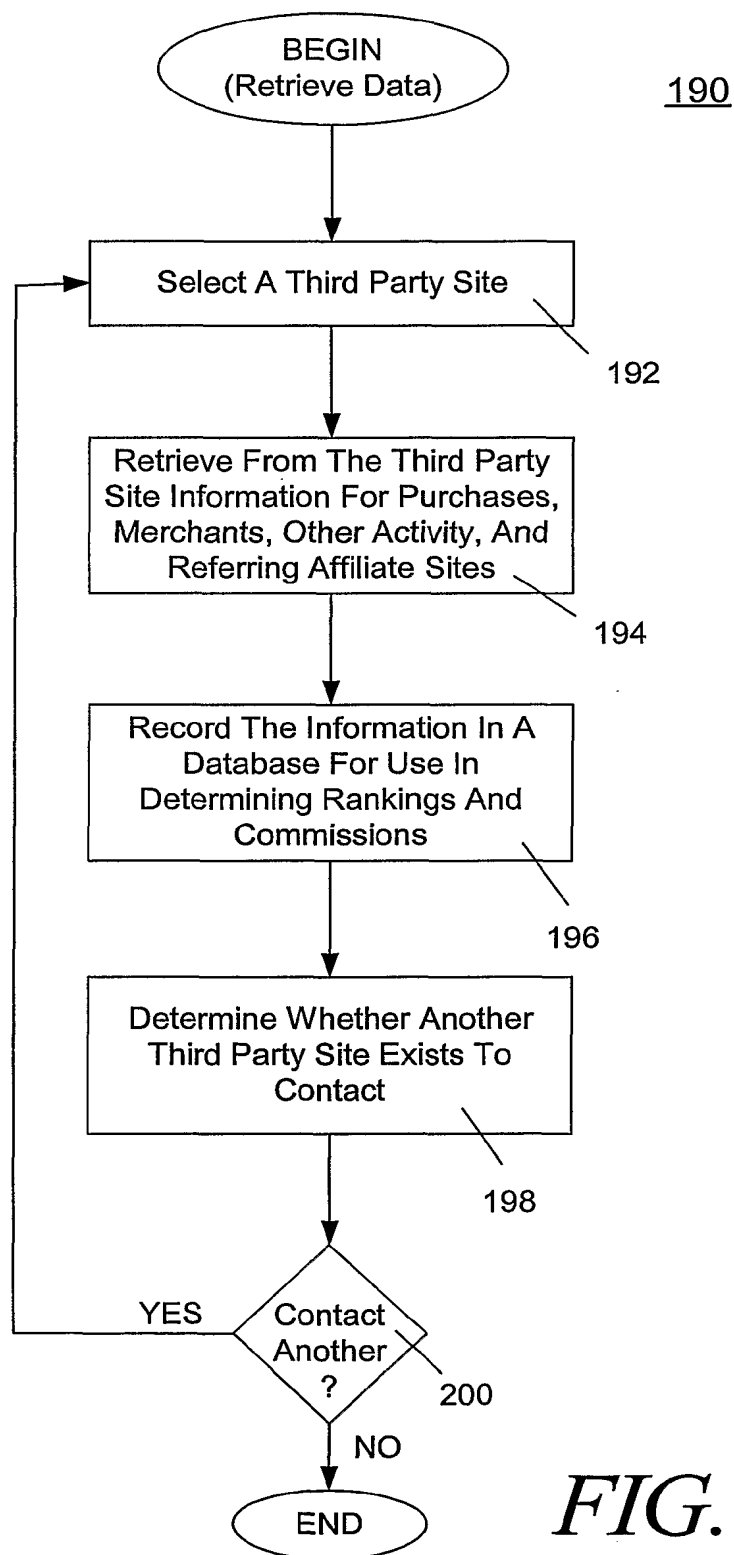 BEGIN
(Retrieve Data)
190
Select A Third Party Site
192
Retrieve From The Third Party
Site Information For Purchases,
Merchants, Other Activity, And
Referring Affiliate Sites
194
Record The Information In A
Database For Use In
Determining Rankings And
Commissions
196
Determine Whether Another
Third Party Site Exists To
Contact
198
YES
Contact
Another
?
200
NO
END
FIG.